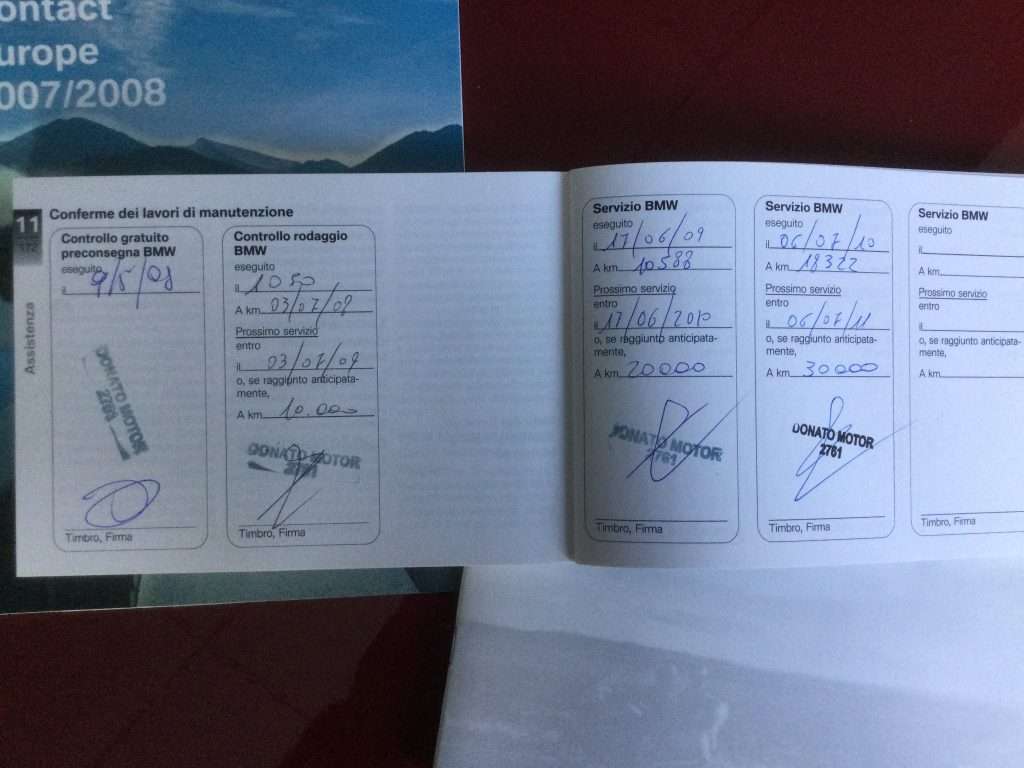 ontact
urope
007/2008
11
Assistenza
Conferme dei lavori di manutenzione
Controllo gratuito
preconsegna BMW
eseguito
il 9/5/08
DONATO MOTOR
2761
Timbro, Firma
Controllo rodaggio
BMW
eseguito
il 1050
A km 03/07/08
Prossimo servizio
entro
il 03/07/09
o, se raggiunto anticipata-
mente,
A km 10.000
DONATO MOTOR
2761
Timbro, Firma
Servizio BMW
eseguito
il 17/06/09
A km 10588
Prossimo servizio
entro
il 17/06/2010
o, se raggiunto anticipata-
mente,
A km 20000
DONATO MOTOR
2761
Timbro, Firma
Servizio BMW
eseguito
il 06/07/10
A km 18322
Prossimo servizio
entro
il 06/07/11
o, se raggiunto anticipata-
mente,
A km 30000
DONATO MOTOR
2761
Timbro, Firma
Servizio BMW
eseguito
il
A km
Prossimo servizio
entro
il
o, se raggiunto anticipata-
mente,
A km
Timbro, Firma